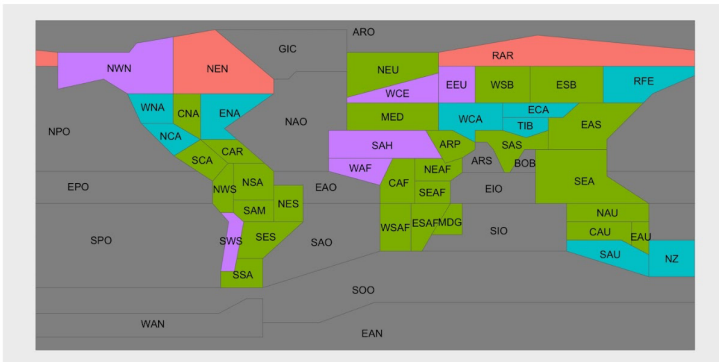 ARO
GIC
NWN
NEN
RAR
NEU
WCE
EEU
WSB
ESB
RFE
WNA
CNA
ENA
NAO
MED
WCA
ECA
TIB
EAS
NPO
NCA
CAR
SCA
SAH
ARP
SAS
ARS
BOB
WAF
NEAF
EPO
NWS
NSA
EAO
CAF
SEAF
EIO
SEA
SAM
NES
NAU
SPO
SWS
SES
SAO
WSAF
ESAF
MDG
SIO
CAU
EAU
SAU
NZ
SSA
SOO
WAN
EAN